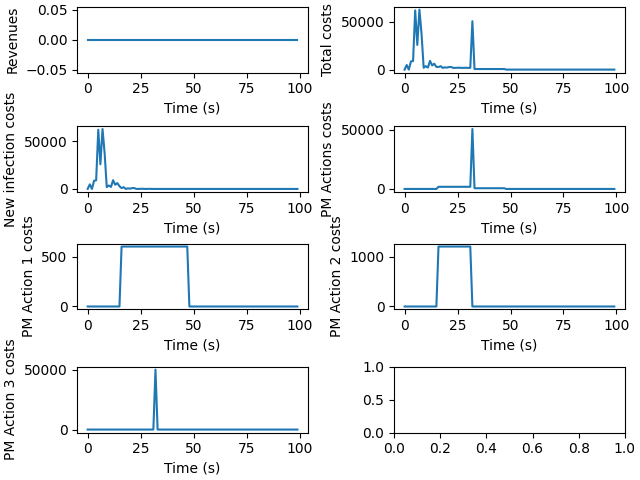 Revenues
0.05
0.00
−0.05
0 25 50 75 100
Time (s)
Total costs
50000
0
0 25 50 75 100
Time (s)
New infection costs
50000
0
0 25 50 75 100
Time (s)
PM Actions costs
50000
0
0 25 50 75 100
Time (s)
PM Action 1 costs
500
0
0 25 50 75 100
Time (s)
PM Action 2 costs
1000
0
0 25 50 75 100
Time (s)
PM Action 3 costs
50000
0
0 25 50 75 100
Time (s)
1.0
0.5
0.0
0.0 0.2 0.4 0.6 0.8 1.0